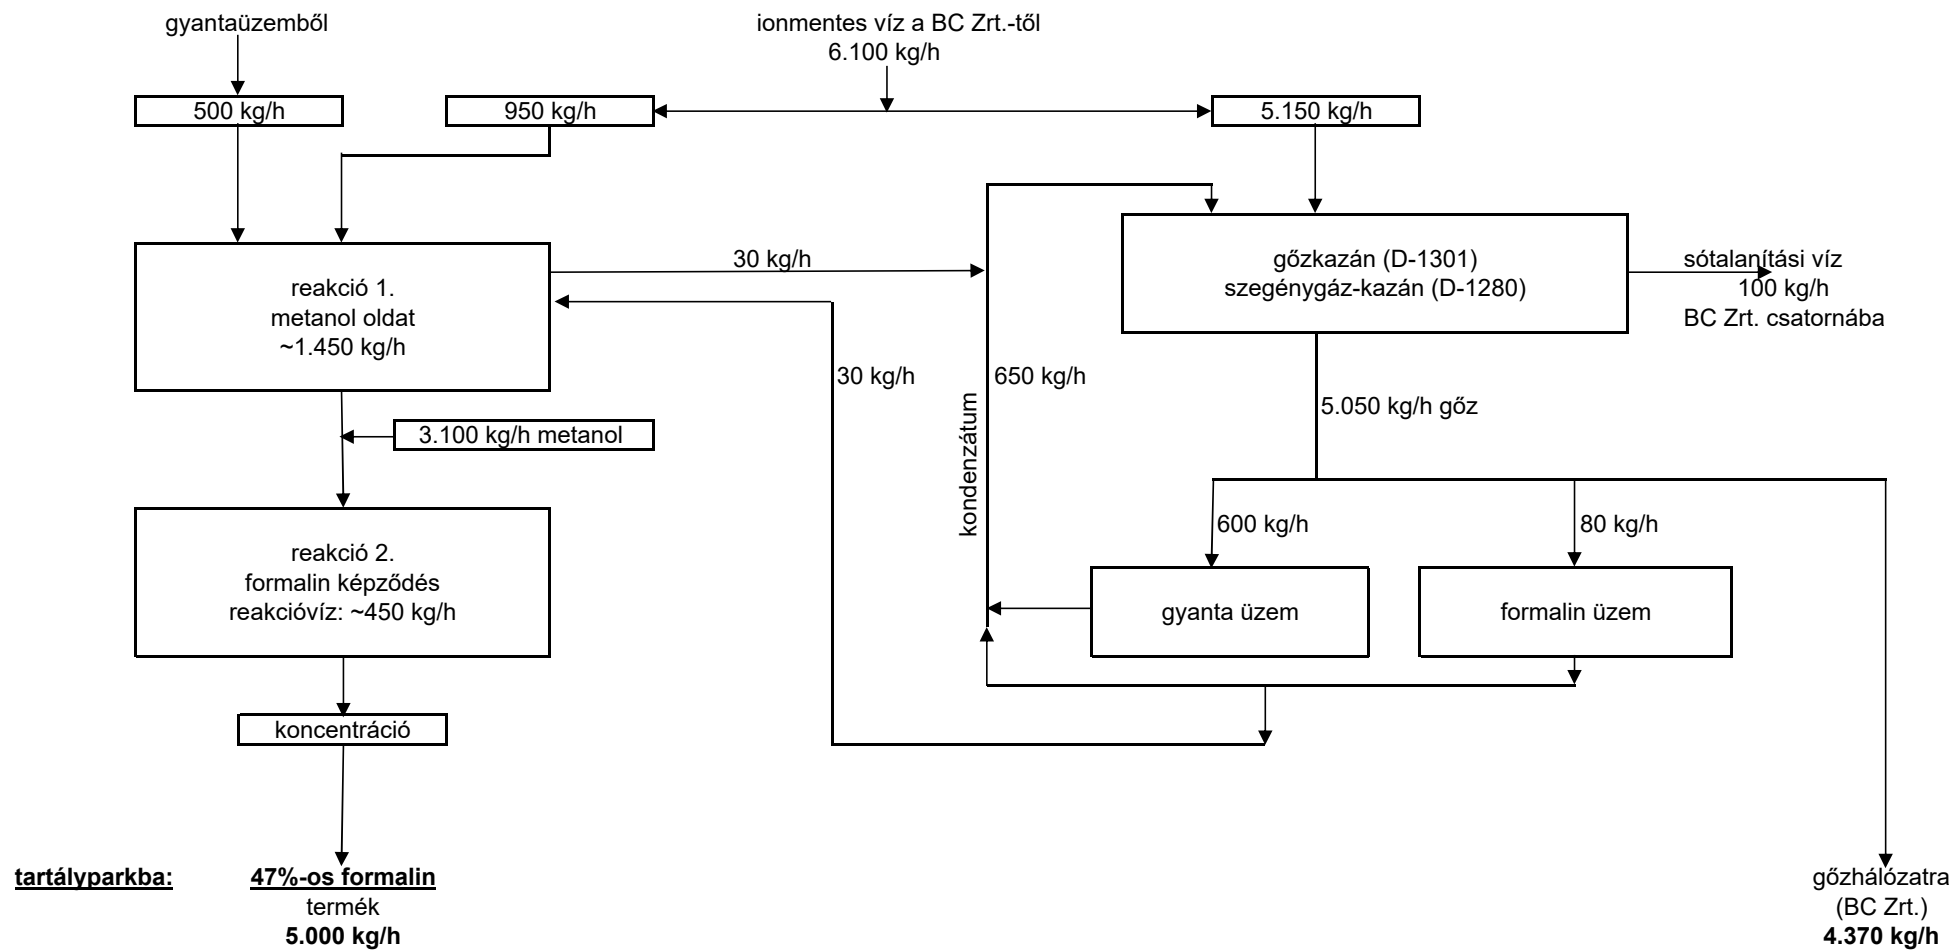 gyantaüzemből
ionmentes víz a BC Zrt.-től
6.100 kg/h
500 kg/h
950 kg/h
5.150 kg/h
reakció 1.
metanol oldat
~1.450 kg/h
30 kg/h
gőzkazán (D-1301)
szegénygáz-kazán (D-1280)
sótalanítási víz
100 kg/h
BC Zrt. csatornába
30 kg/h
kondenzátum
650 kg/h
5.050 kg/h gőz
3.100 kg/h metanol
600 kg/h
80 kg/h
reakció 2.
formalin képződés
reakcióvíz: ~450 kg/h
gyanta üzem
formalin üzem
koncentráció
tartályparkba:
47%-os formalin
termék
5.000 kg/h
gőzhálózatra
(BC Zrt.)
4.370 kg/h